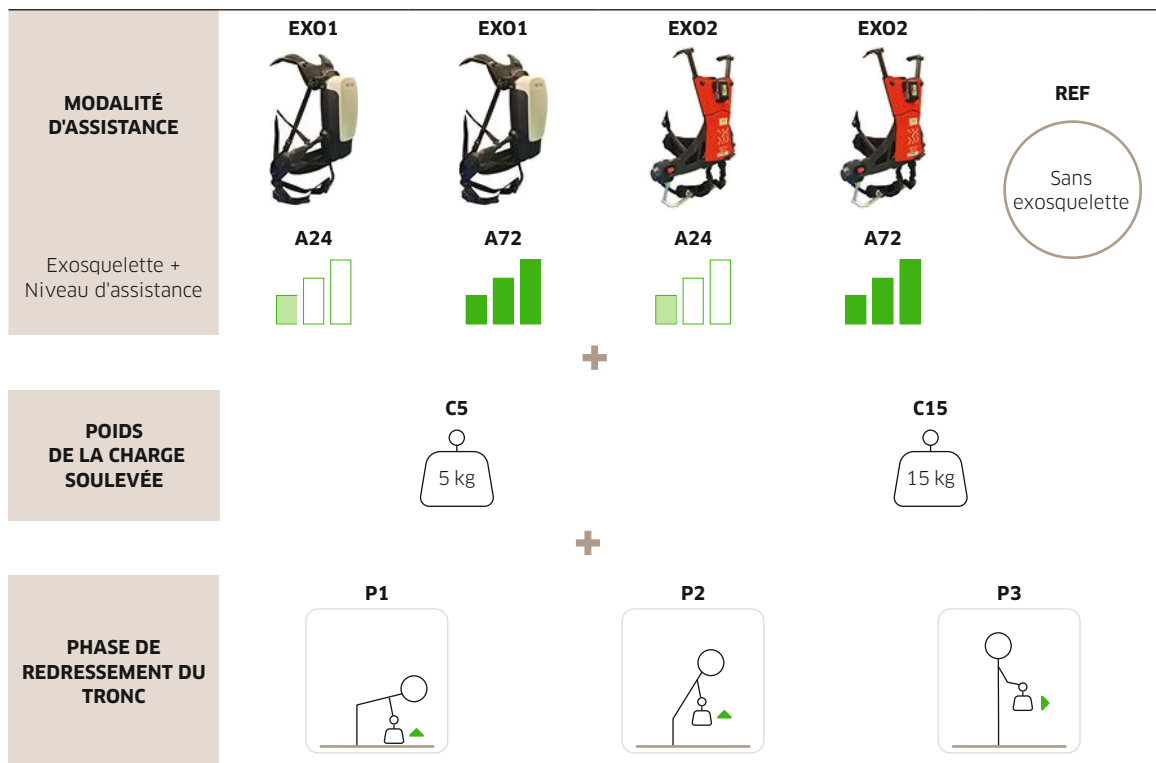 EXO1
EXO1
EXO2
EXO2
MODALITÉ
D'ASSISTANCE
REF
Sans
exosquelette
A24
A72
A24
A72
Exosquelette +
Niveau d'assistance
POIDS
DE LA CHARGE
SOULEVÉE
C5
5 kg
C15
15 kg
PHASE DE
REDRESSEMENT DU
TRONC
P1
P2
P3